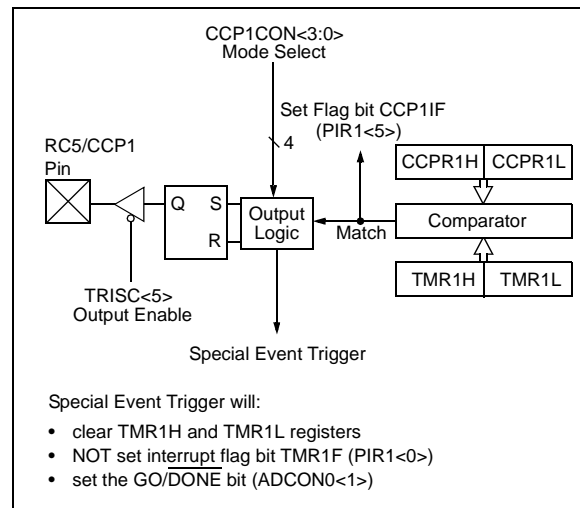 CCP1CON<3:0>
Mode Select
Set Flag bit CCP1IF
(PIR1<5>)
4
RC5/CCP1
Pin
CCPR1H CCPR1L
Q S
R
Output
Logic
Match
Comparator
TRISC<5>
Output Enable
TMR1H TMR1L
Special Event Trigger
Special Event Trigger will:
• clear TMR1H and TMR1L registers
• NOT set interrupt flag bit TMR1F (PIR1<0>)
• set the GO/DONE bit (ADCON0<1>)